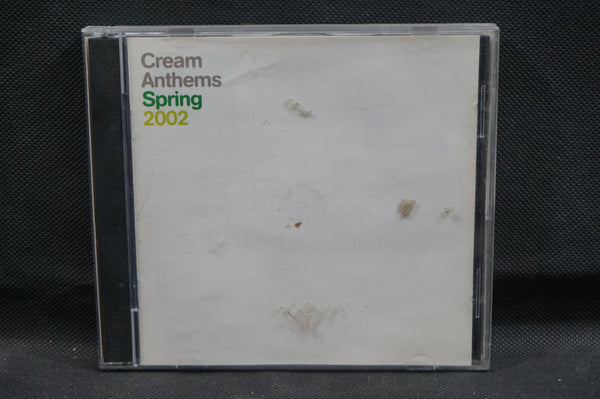 Cream
Anthems
Spring
2002